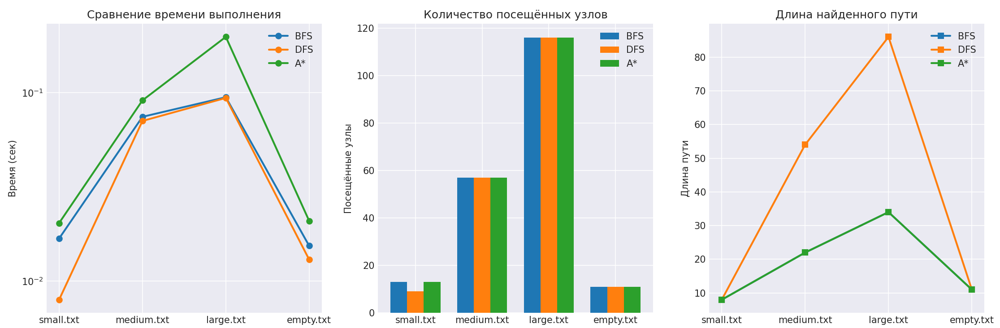 Сравнение времени выполнения
Время (сек)
10⁻¹
10⁻²
BFS
DFS
A*
small.txt
medium.txt
large.txt
empty.txt
Количество посещённых узлов
Посещённые узлы
120
100
80
60
40
20
0
BFS
DFS
A*
small.txt
medium.txt
large.txt
empty.txt
Длина найденного пути
Длина пути
80
70
60
50
40
30
20
10
BFS
DFS
A*
small.txt
medium.txt
large.txt
empty.txt